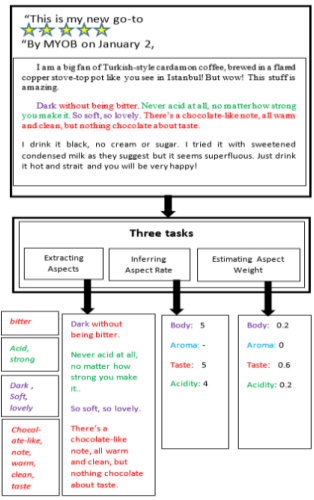 “This is my new go-to
“By MYOB on January 2,
I am a big fan of Turkish-style cardamon coffee, brewed in a flared
copper stove-top pot like you see in Istanbul! But wow! This stuff is
amazing.
Dark without being bitter. Never acid at all, no matter how strong
you make it. So soft, so lovely. There’s a chocolate-like note, all warm
and clean, but nothing chocolate about taste.
I drink it black, no cream or sugar. I tried it with sweetened
condensed milk as they suggest but it seems superfluous. Just drink
it hot and strait and you will be very happy!
Three tasks
Extracting
Aspects
Inferring
Aspect Rate
Estimating Aspect
Weight
bitter
Acid,
strong
Dark ,
Soft,
lovely
Chocol-
ate-like,
note,
warm,
clean,
taste
Dark without
being bitter.
Never acid at all,
no matter how
strong you make
it..
So soft, so lovely.
There’s a
chocolate-like
note, all warm
and clean, but
nothing chocolate
about taste.
Body: 5
Aroma: -
Taste: 5
Acidity: 4
Body: 0.2
Aroma: 0
Taste: 0.6
Acidity: 0.2